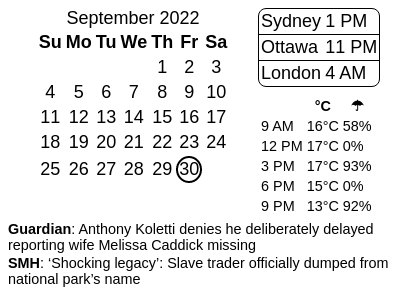 September 2022
Su Mo Tu We Th Fr Sa
1 2 3
4 5 6 7 8 9 10
11 12 13 14 15 16 17
18 19 20 21 22 23 24
25 26 27 28 29 30
Sydney 1 PM
Ottawa 11 PM
London 4 AM
°C ☂
9 AM 16°C 58%
12 PM 17°C 0%
3 PM 17°C 93%
6 PM 15°C 0%
9 PM 13°C 92%
Guardian: Anthony Koletti denies he deliberately delayed
reporting wife Melissa Caddick missing
SMH: ‘Shocking legacy’: Slave trader officially dumped from
national park’s name